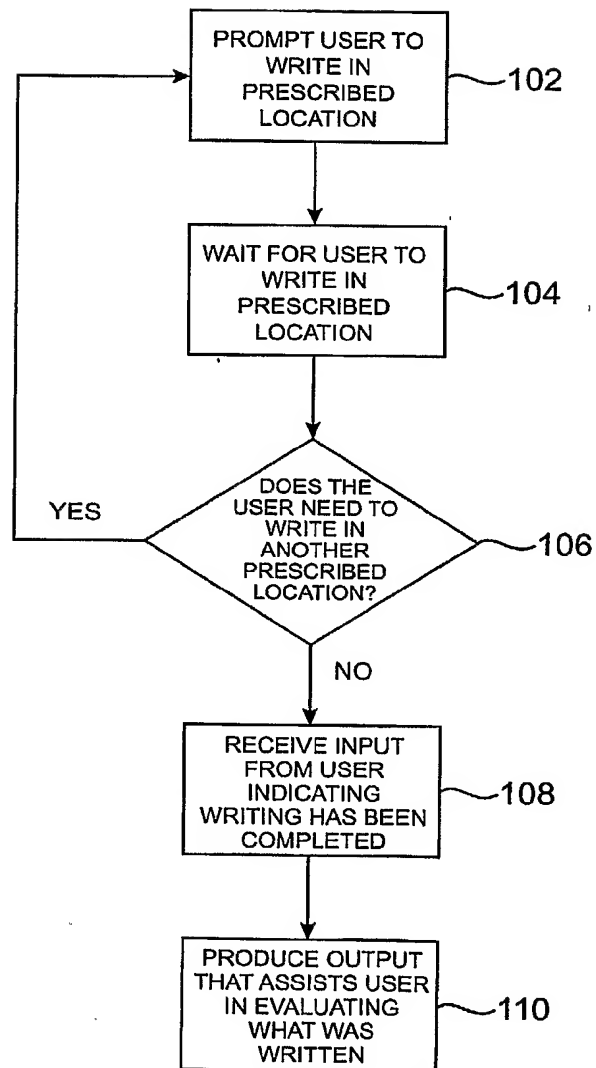 PROMPT USER TO
WRITE IN
PRESCRIBED
LOCATION
102
WAIT FOR USER TO
WRITE IN
PRESCRIBED
LOCATION
104
DOES THE
USER NEED TO
WRITE IN
ANOTHER
PRESCRIBED
LOCATION?
YES
106
NO
RECEIVE INPUT
FROM USER
INDICATING
WRITING HAS BEEN
COMPLETED
108
PRODUCE OUTPUT
THAT ASSISTS USER
IN EVALUATING
WHAT WAS
WRITTEN
110